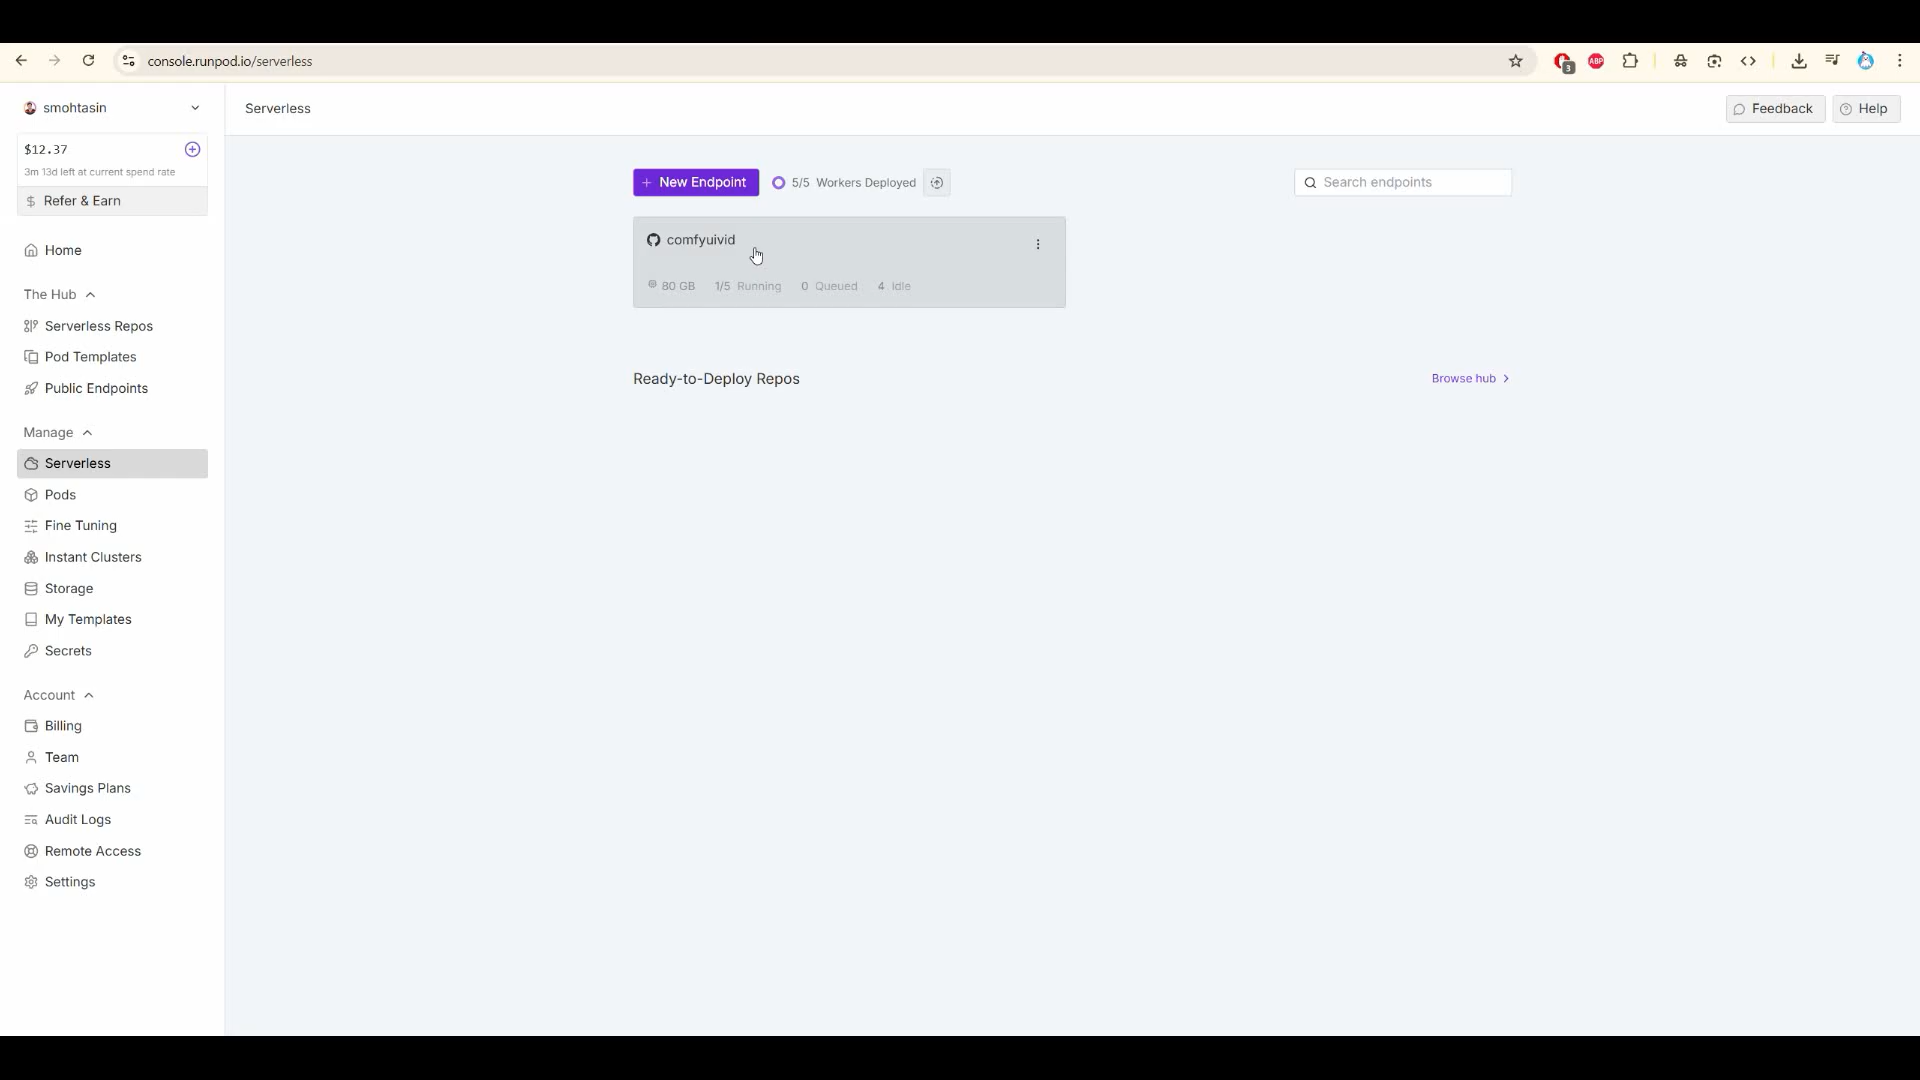 console.runpod.io/serverless
3
ABP
smohtasin
Serverless
Feedback
Help
$12.37
3m 13d left at current spend rate
Refer & Earn
New Endpoint
5/5 Workers Deployed
Search endpoints
comfyuivid
80 GB 1/5 Running 0 Queued 4 Idle
Ready-to-Deploy Repos
Browse hub
Home
The Hub
Serverless Repos
Pod Templates
Public Endpoints
Manage
Serverless
Pods
Fine Tuning
Instant Clusters
Storage
My Templates
Secrets
Account
Billing
Team
Savings Plans
Audit Logs
Remote Access
Settings